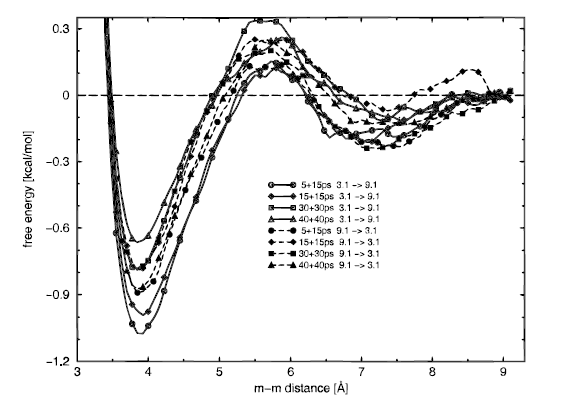 0.3
0
−0.3
−0.6
−0.9
−1.2
free energy [kcal/mol]
5+15ps 3.1 -> 9.1
15+15ps 3.1 -> 9.1
30+30ps 3.1 -> 9.1
40+40ps 3.1 -> 9.1
5+15ps 9.1 -> 3.1
15+15ps 9.1 -> 3.1
30+30ps 9.1 -> 3.1
40+40ps 9.1 -> 3.1
3 4 5 6 7 8 9
m−m distance [Å]